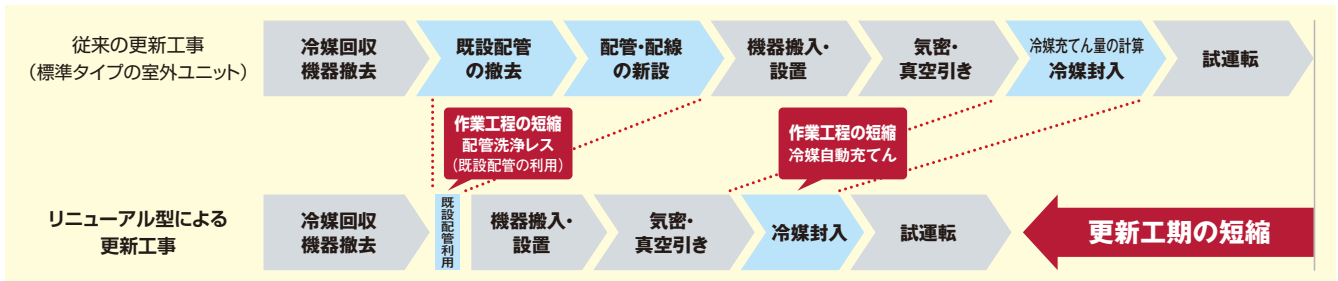 従来の更新工事
（標準タイプの室外ユニット）
冷媒回収
機器撤去
既設配管
の撤去
配管・配線
の新設
機器搬入・
設置
気密・
真空引き
冷媒充てん量の計算
冷媒封入
試運転
作業工程の短縮
配管洗浄レス
（既設配管の利用）
作業工程の短縮
冷媒自動充てん
リニューアル型による
更新工事
冷媒回収
機器撤去
既設配管利用
機器搬入・
設置
気密・
真空引き
冷媒封入
試運転
更新工期の短縮